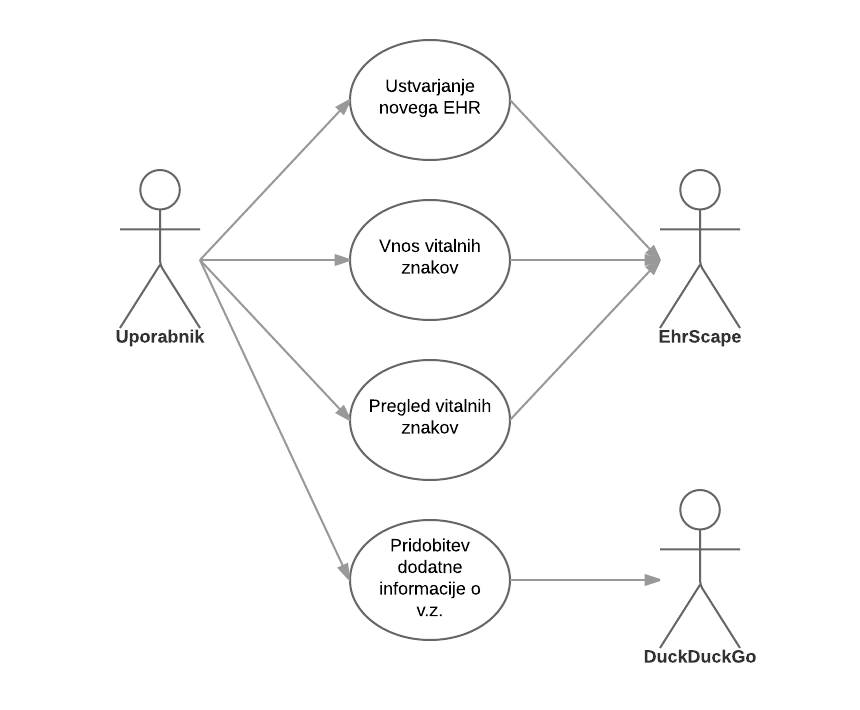 Ustvarjanje
novega EHR
Vnos vitalnih
znakov
Uporabnik
EhrScape
Pregled vitalnih
znakov
Pridobitev
dodatne
informacije o
v.z.
DuckDuckGo